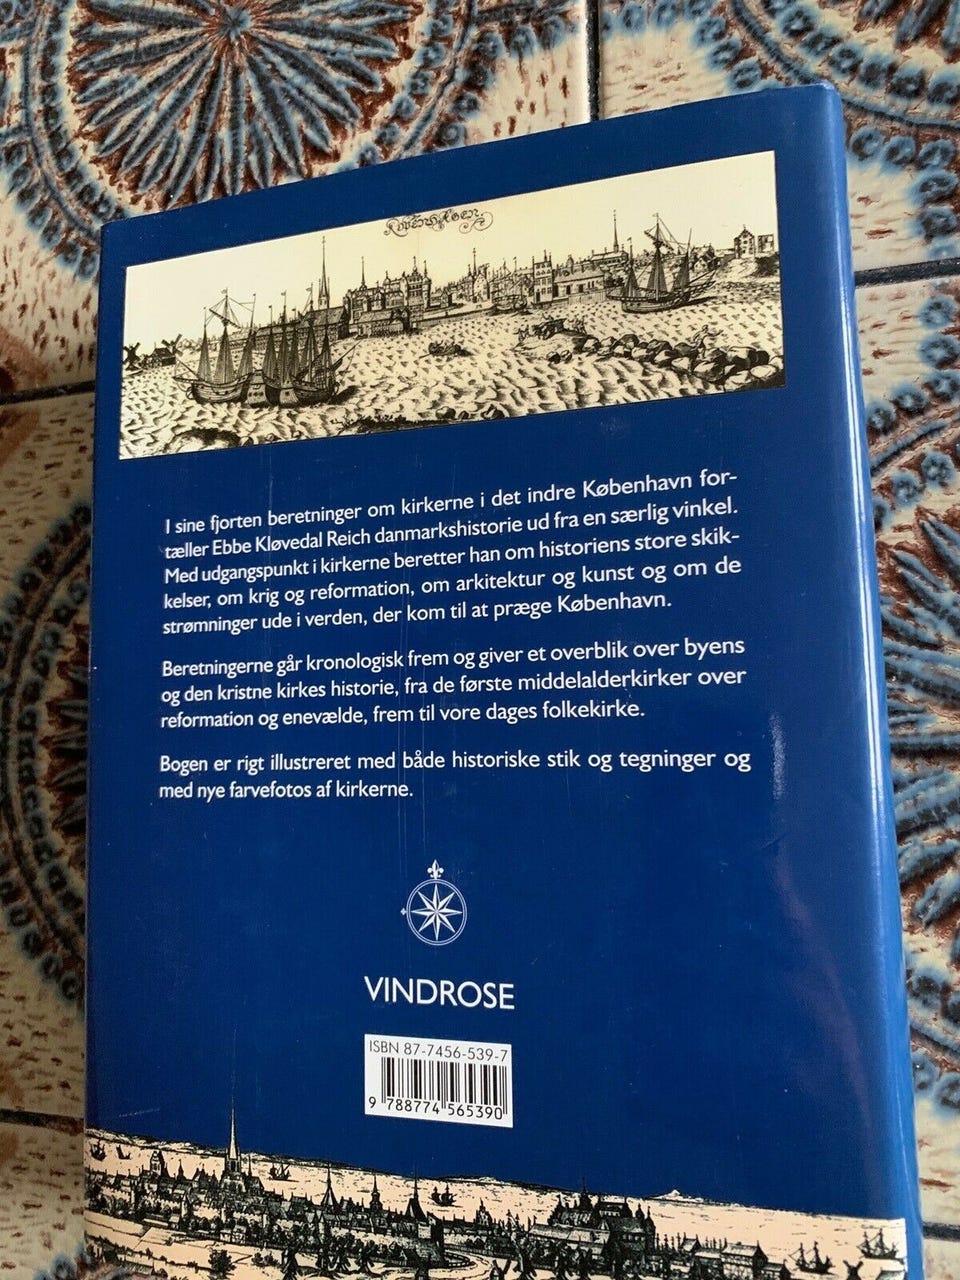 I sine fjorten beretninger om kirkerne i det indre København for-
tæller Ebbe Kløvedal Reich danmarkshistorie ud fra en særlig vinkel.
Med udgangspunkt i kirkerne beretter han om historiens store skik-
kelser, om krig og reformation, om arkitektur og kunst og om de
strømninger ude i verden, der kom til at præge København.
Beretningerne går kronologisk frem og giver et overblik over byens
og den kristne kirkes historie, fra de første middelalderkirker over
reformation og enevælde, frem til vore dages folkekirke.
Bogen er rigt illustreret med både historiske stik og tegninger og
med nye farvefotos af kirkerne.
VINDROSE
ISBN 87-7456-539-7
9 788774 565390